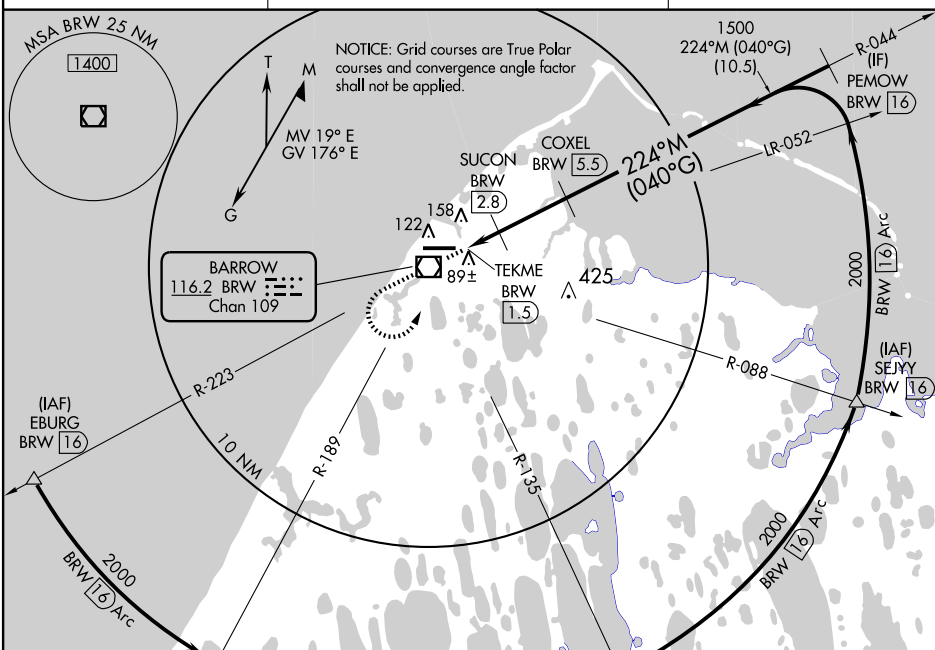 MSA BRW 25 NM
1400
T
M
MV 19° E
GV 176° E
G
NOTICE: Grid courses are True Polar
courses and convergence angle factor
shall not be applied.
1500
224°M (040°G)
(10.5)
R-044
(IF)
PEMOW
BRW 16
LR-052
224°M
(040°G)
COXEL
BRW 5.5
SUCON
BRW
2.8
158
122
89±
TEKME
BRW
1.5
425
BARROW
116.2 BRW
Chan 109
2000
BRW 16 Arc
R-088
(IAF)
SEJYY
BRW 16
R-223
(IAF)
EBURG
BRW 16
10 NM
R-189
R-135
2000
BRW 16 Arc
2000
BRW 16 Arc